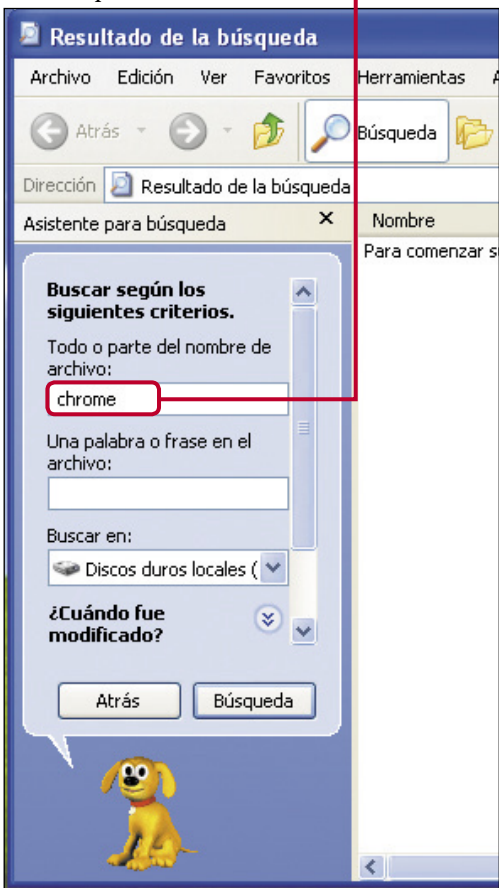 Resultado de la búsqueda
Archivo Edición Ver Favoritos Herramientas
Atrás Búsqueda
Dirección Resultado de la búsqueda
Asistente para búsqueda
Nombre
Para comenzar s
Buscar según los
siguientes criterios.
Todo o parte del nombre de
archivo:
chrome
Una palabra o frase en el
archivo:
Buscar en:
Discos duros locales (
¿Cuándo fue
modificado?
Atrás Búsqueda